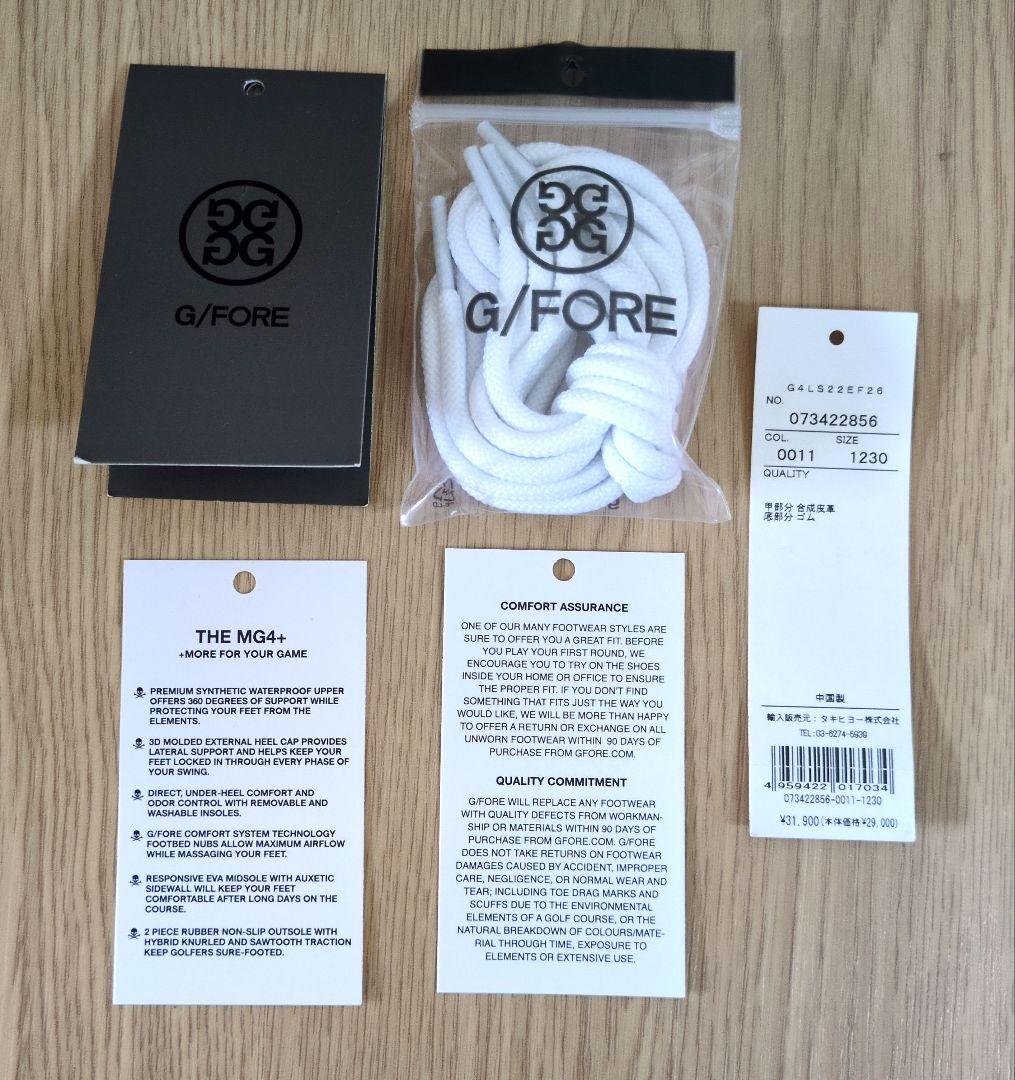 G/FORE
G/FORE
G4LS22EF26
NO.
073422856
COL. SIZE
0011 1230
QUALITY
甲部分 合成皮革
底部分 ゴム
中国製
輸入販売元：タキヒヨー株式会社
TEL:03-6274-5939
4 959422 017034
073422856-0011-1230
¥31,900(本体価格¥29,000)
THE MG4+
+MORE FOR YOUR GAME
PREMIUM SYNTHETIC WATERPROOF UPPER
OFFERS 360 DEGREES OF SUPPORT WHILE
PROTECTING YOUR FEET FROM THE
ELEMENTS.
3D MOLDED EXTERNAL HEEL CAP PROVIDES
LATERAL SUPPORT AND HELPS KEEP YOUR
FEET LOCKED IN THROUGH EVERY PHASE OF
YOUR SWING.
DIRECT, UNDER-HEEL COMFORT AND
ODOR CONTROL WITH REMOVABLE AND
WASHABLE INSOLES.
G/FORE COMFORT SYSTEM TECHNOLOGY
FOOTBED NUBS ALLOW MAXIMUM AIRFLOW
WHILE MASSAGING YOUR FEET.
RESPONSIVE EVA MIDSOLE WITH AUXETIC
SIDEWALL WILL KEEP YOUR FEET
COMFORTABLE AFTER LONG DAYS ON THE
COURSE.
2 PIECE RUBBER NON-SLIP OUTSOLE WITH
HYBRID KNURLED AND SAWTOOTH TRACTION
KEEP GOLFERS SURE-FOOTED.
COMFORT ASSURANCE
ONE OF OUR MANY FOOTWEAR STYLES ARE
SURE TO OFFER YOU A GREAT FIT. BEFORE
YOU PLAY YOUR FIRST ROUND, WE
ENCOURAGE YOU TO TRY ON THE SHOES
INSIDE YOUR HOME OR OFFICE TO ENSURE
THE PROPER FIT. IF YOU DON'T FIND
SOMETHING THAT FITS JUST THE WAY YOU
WOULD LIKE, WE WILL BE MORE THAN HAPPY
TO OFFER A RETURN OR EXCHANGE ON ALL
UNWORN FOOTWEAR WITHIN 90 DAYS OF
PURCHASE FROM GFORE.COM.
QUALITY COMMITMENT
G/FORE WILL REPLACE ANY FOOTWEAR
WITH QUALITY DEFECTS FROM WORKMAN-
SHIP OR MATERIALS WITHIN 90 DAYS OF
PURCHASE FROM GFORE.COM. G/FORE
DOES NOT TAKE RETURNS ON FOOTWEAR
DAMAGES CAUSED BY ACCIDENT, IMPROPER
CARE, NEGLIGENCE, OR NORMAL WEAR AND
TEAR; INCLUDING TOE DRAG MARKS AND
SCUFFS DUE TO THE ENVIRONMENTAL
ELEMENTS OF A GOLF COURSE, OR THE
NATURAL BREAKDOWN OF COLOURS/MATE-
RIAL THROUGH TIME, EXPOSURE TO
ELEMENTS OR EXTENSIVE USE.